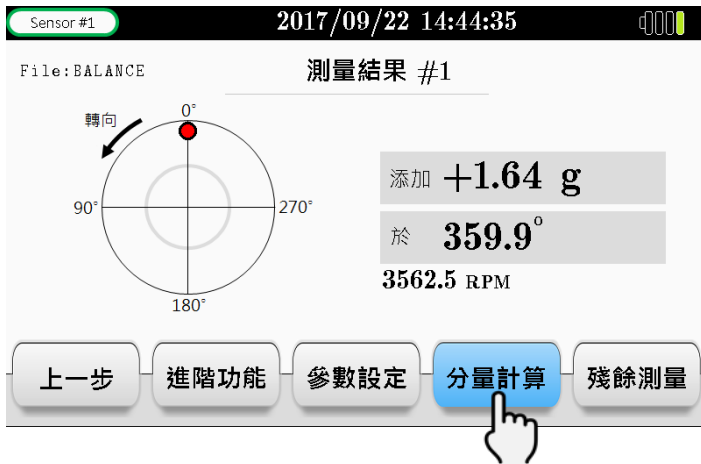 Sensor #1
2017/09/22 14:44:35
File:BALANCE
測量結果 #1
轉向
0°
90°
270°
180°
添加 +1.64 g
於 359.9°
3562.5 RPM
上一步
進階功能
參數設定
分量計算
殘餘測量